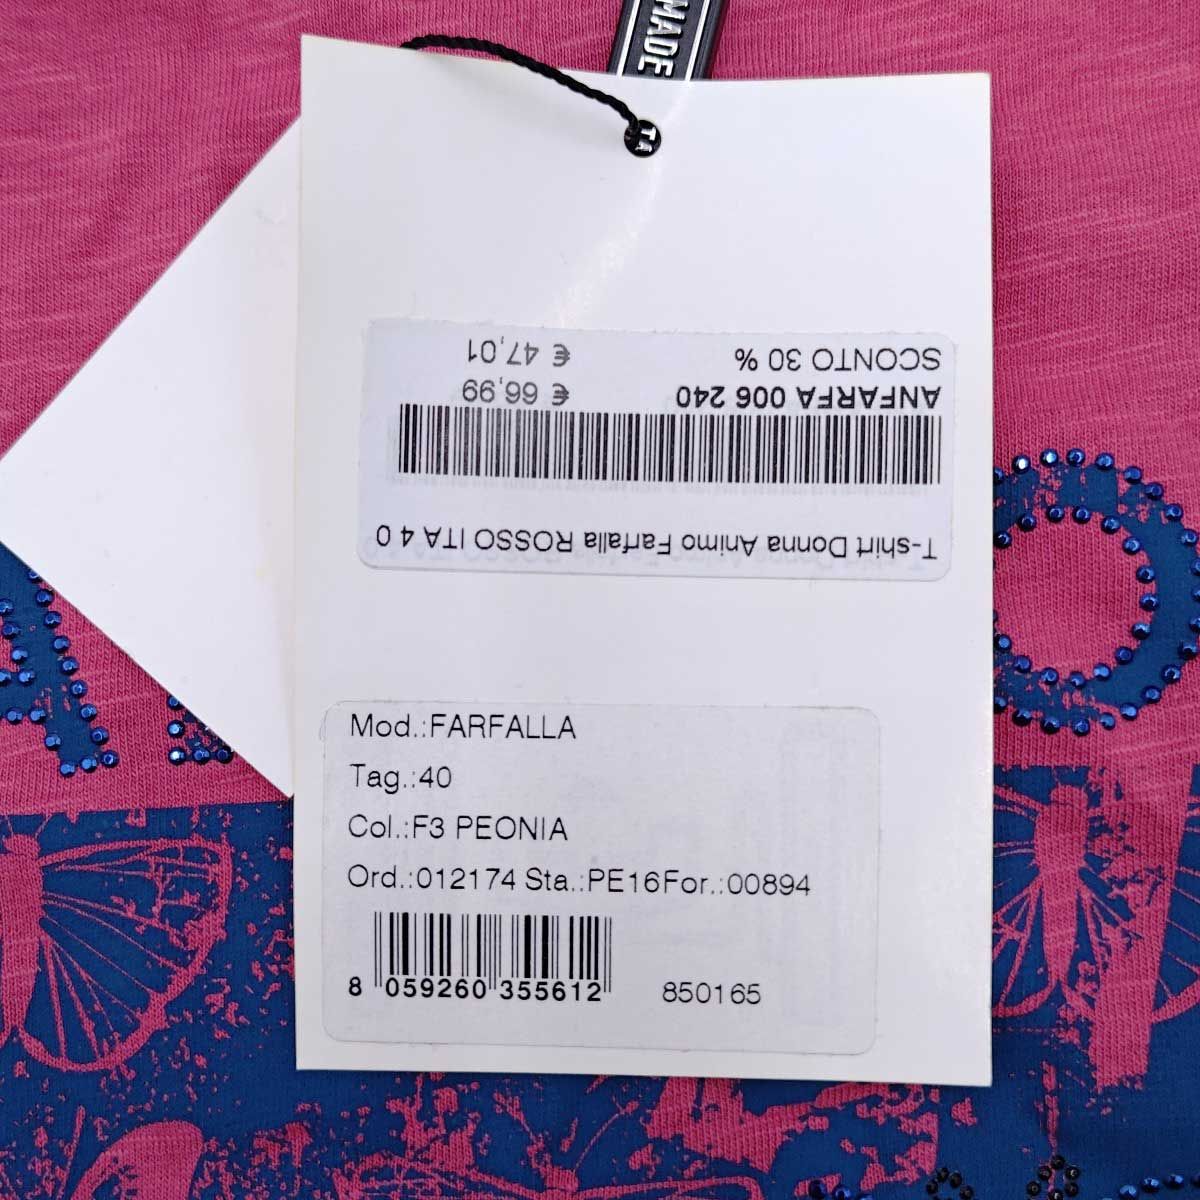 MADE
TA
T-shirt Donna Animo Farfalla ROSSO ITA 4 0
ANFARFA 006 240 € 66,99
SCONTO 30 % € 47,01
Mod.:FARFALLA
Tag.:40
Col.:F3 PEONIA
Ord.:012174 Sta.:PE16For.:00894
8 059260 355612 850165